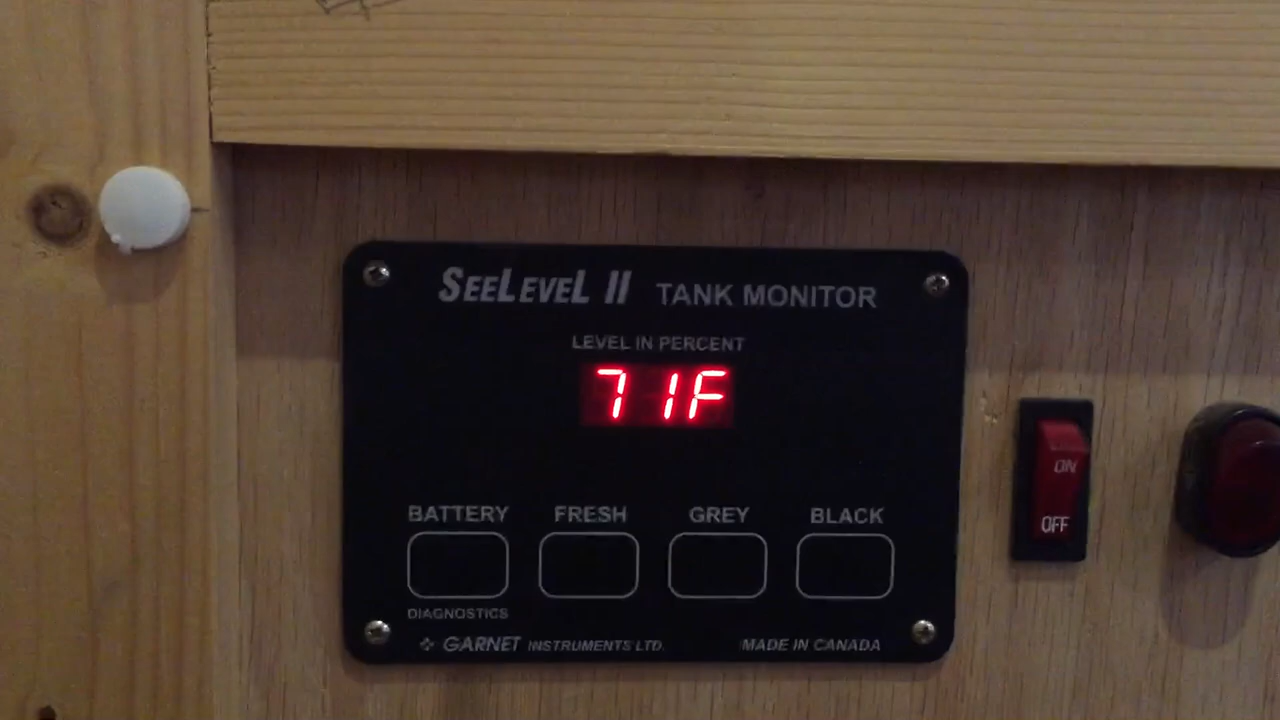 SEELEVEL II TANK MONITOR
LEVEL IN PERCENT
71F
BATTERY FRESH GREY BLACK
DIAGNOSTICS
GARNET INSTRUMENTS LTD. MADE IN CANADA
ON
OFF